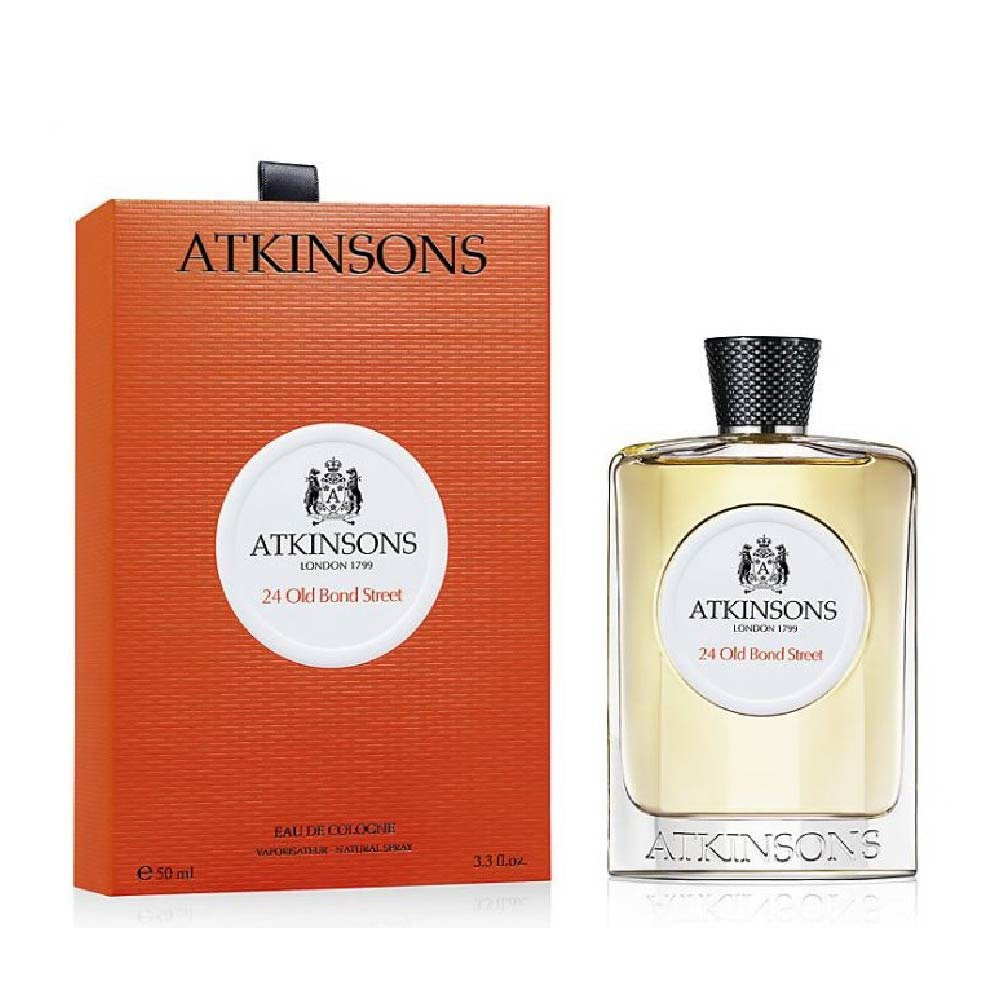 ATKINSONS
A
ATKINSONS
LONDON 1799
24 Old Bond Street
EAU DE COLOGNE
VAPORISATEUR - NATURAL SPRAY
e 50 ml
3.3 fl.oz.
A
ATKINSONS
LONDON 1799
24 Old Bond Street
ATKINSONS